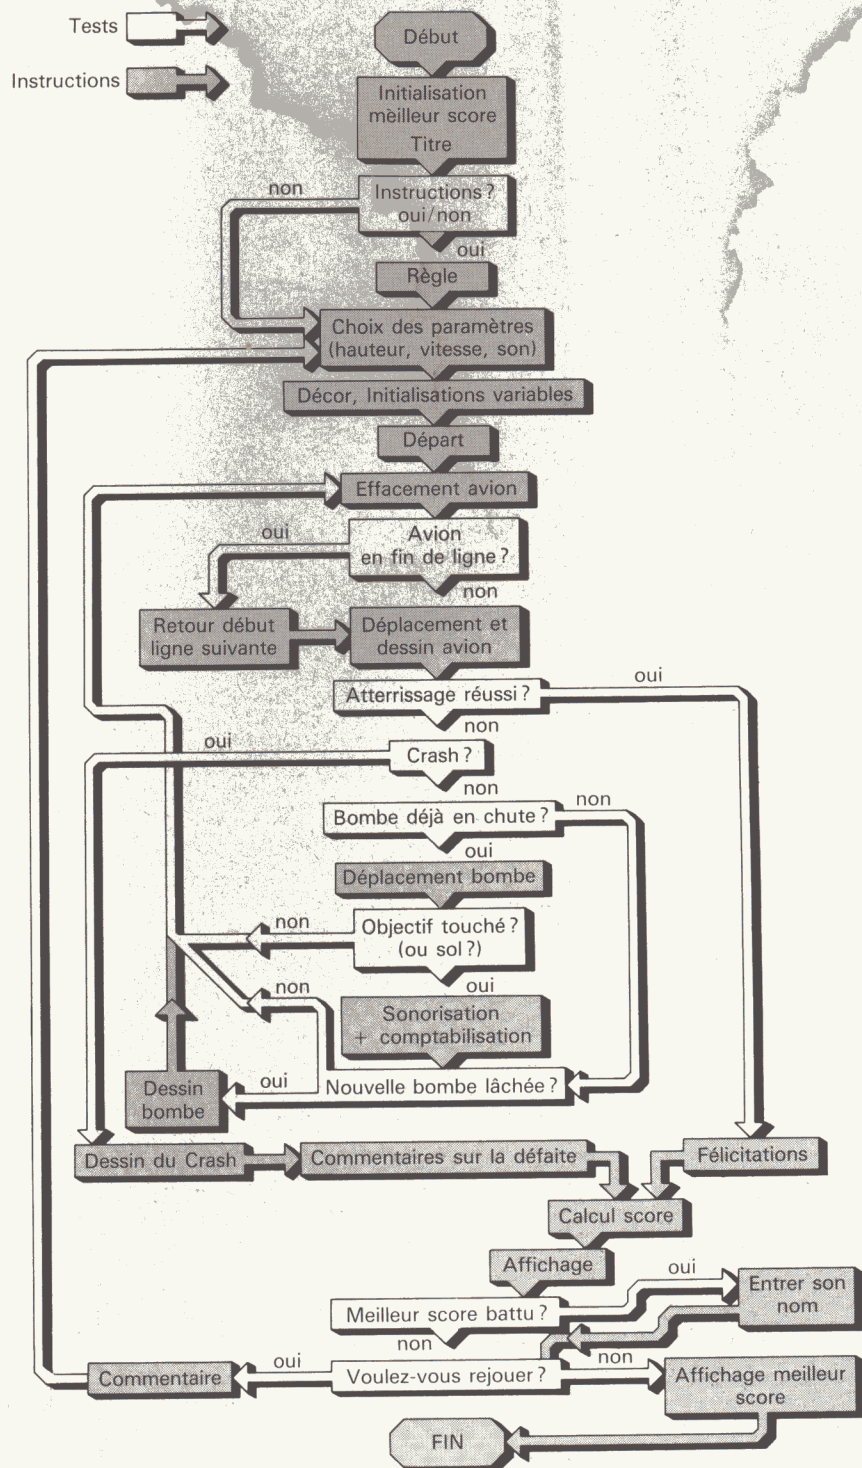 Tests
Début
Instructions
Initialisation
meilleur score
Titre
non
Instructions ?
oui/non
oui
Règle
Choix des paramètres
(hauteur, vitesse, son)
Décor, Initialisations variables
Départ
Effacement avion
oui
Avion
en fin de ligne ?
non
Retour début
ligne suivante
Déplacement et
dessin avion
Atterrissage réussi ?
oui
non
oui
Crash ?
non
Bombe déjà en chute ?
non
oui
Déplacement bombe
non
Objectif touché ?
(ou sol ?)
non
oui
Sonorisation
+ comptabilisation
Dessin
bombe
oui
Nouvelle bombe lâchée ?
Dessin du Crash
Commentaires sur la défaite
Félicitations
Calcul score
Affichage
oui
Entrer son
nom
Meilleur score battu ?
non
Commentaire
oui
Voulez-vous rejouer ?
non
Affichage meilleur
score
FIN